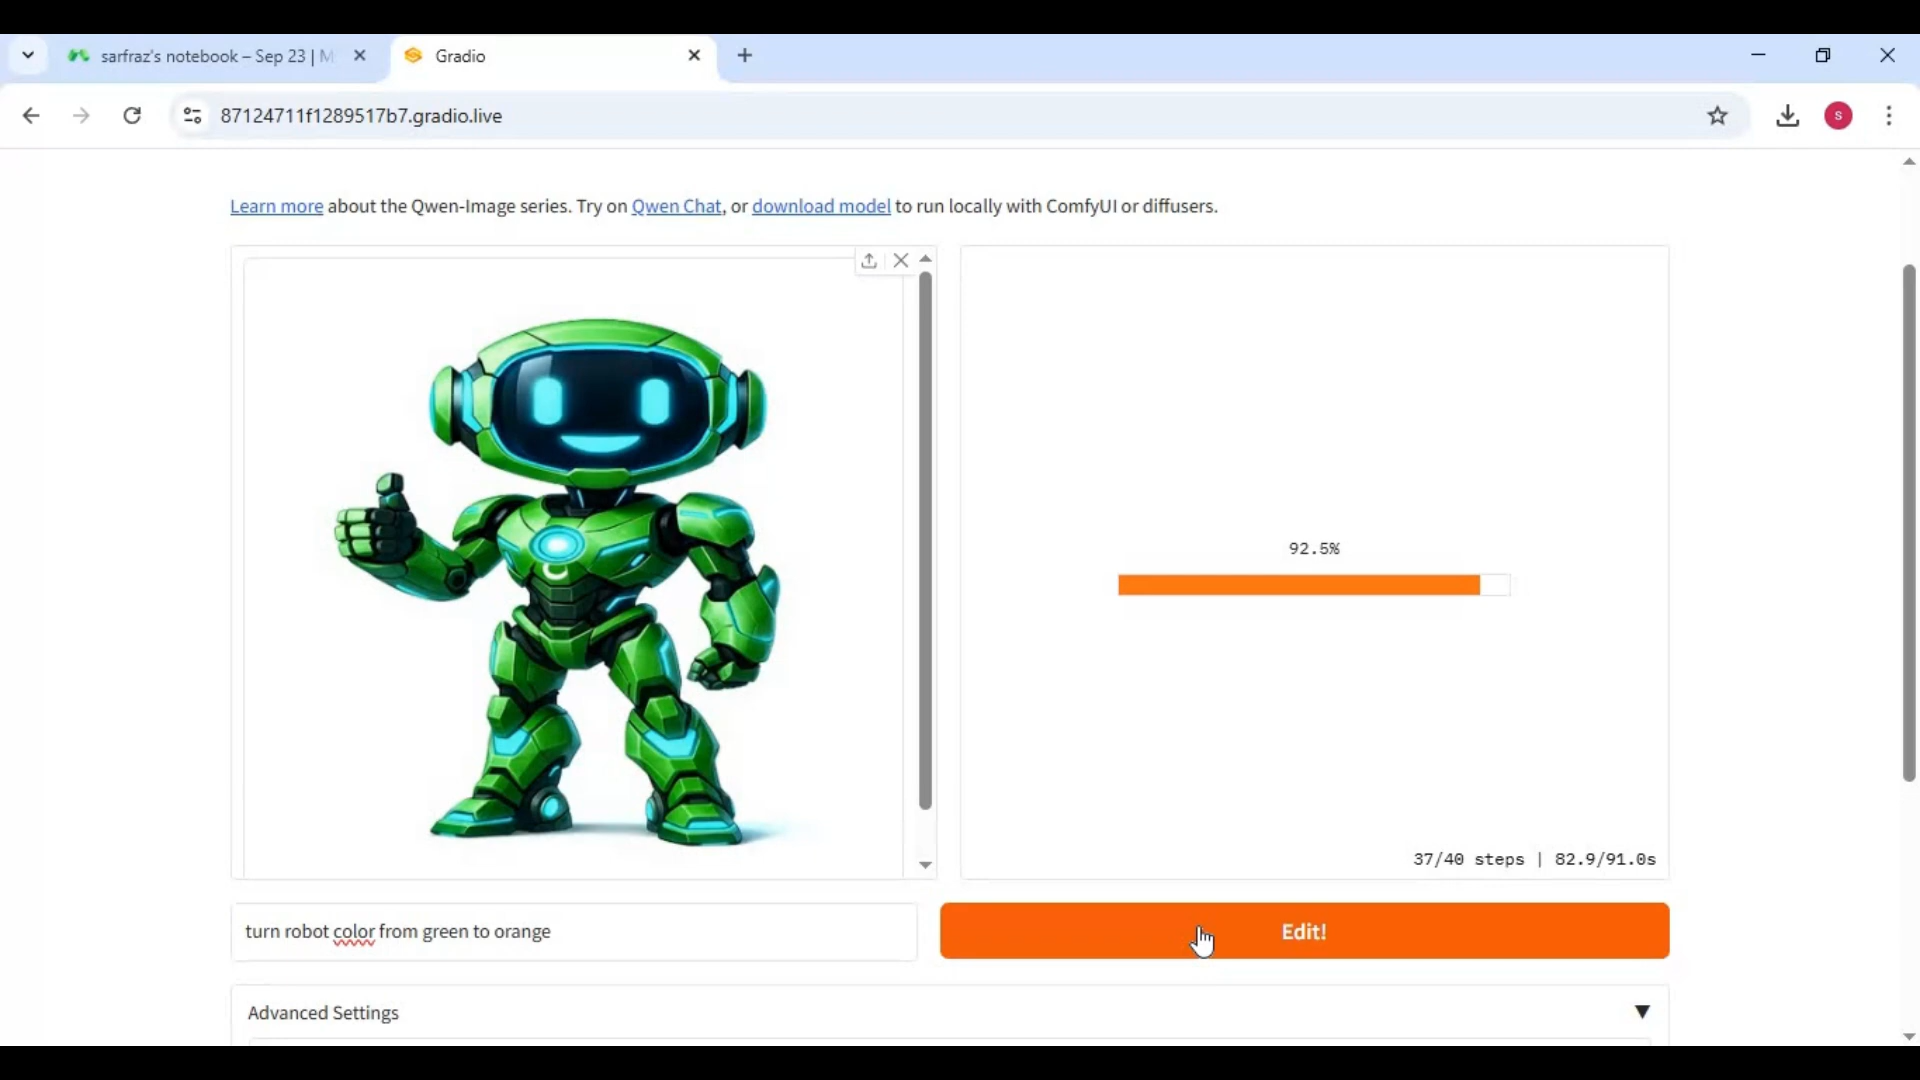 sarfraz's notebook – Sep 23 | M
Gradio
87124711f1289517b7.gradio.live
S
Learn more about the Qwen-Image series. Try on Qwen Chat, or download model to run locally with ComfyUI or diffusers.
92.5%
37/40 steps | 82.9/91.0s
turn robot color from green to orange
Edit!
Advanced Settings